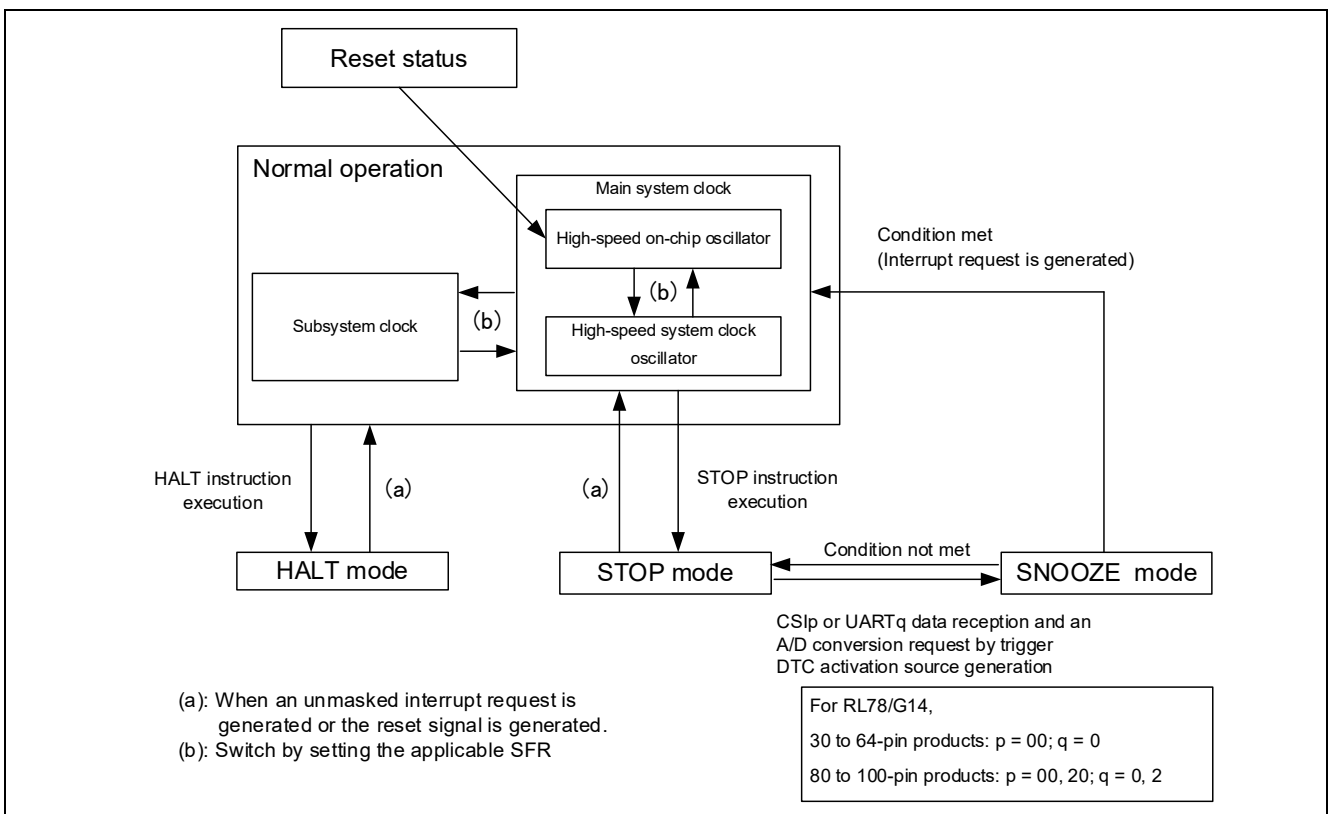 Reset status
Normal operation
Main system clock
High-speed on-chip oscillator
(b)
High-speed system clock
oscillator
Subsystem clock
(b)
Condition met
(Interrupt request is generated)
HALT instruction
execution
(a)
(a)
STOP instruction
execution
HALT mode
STOP mode
Condition not met
SNOOZE mode
CSIp or UARTq data reception and an
A/D conversion request by trigger
DTC activation source generation
(a): When an unmasked interrupt request is
generated or the reset signal is generated.
(b): Switch by setting the applicable SFR
For RL78/G14,
30 to 64-pin products: p = 00; q = 0
80 to 100-pin products: p = 00, 20; q = 0, 2